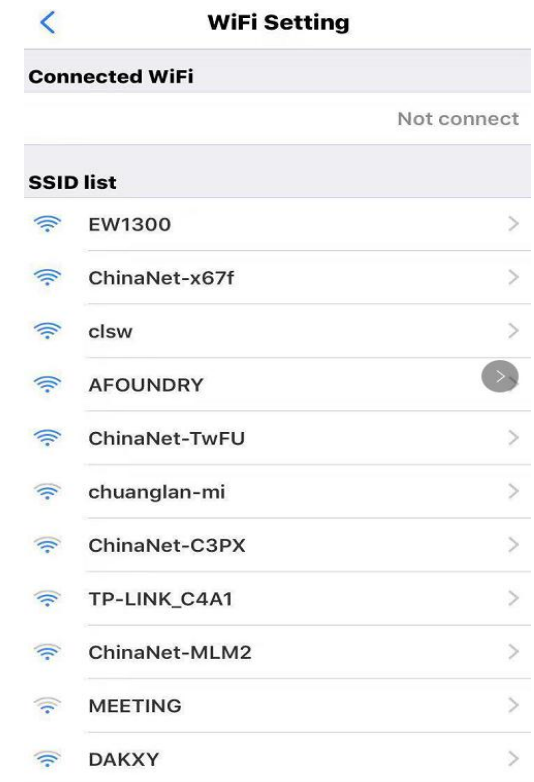 WiFi Setting
Connected WiFi
Not connect
SSID list
EW1300
ChinaNet-x67f
clsw
AFOUNDRY
ChinaNet-TwFU
chuanglan-mi
ChinaNet-C3PX
TP-LINK_C4A1
ChinaNet-MLM2
MEETING
DAKXY